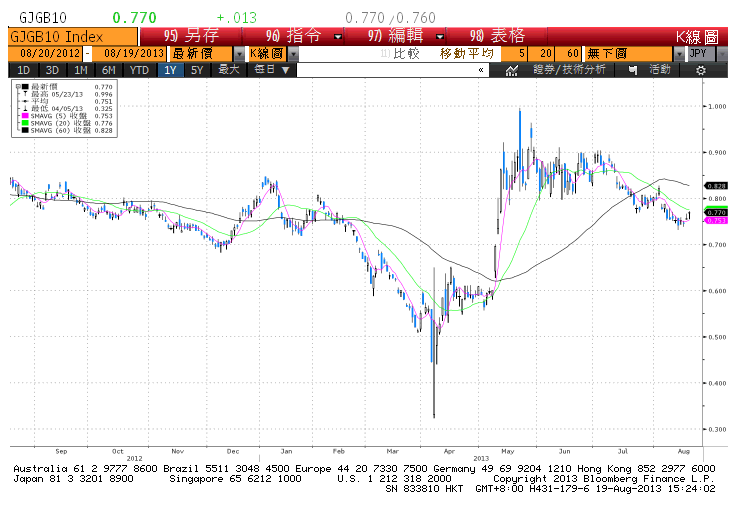 GJGB10 0.770 +.013 0.770 /0.760
GJGB10 Index 95) 另存 96) 指令 97) 編輯 98) 表格 K線圖
08/20/2012 - 08/19/2013 最新價 K線圖 比較 移動平均 5 20 60 無下圖 JPY
1D 3D 1M 6M YTD 1Y 5Y 最大 每日 ▼ « 證券/技術分析 活動
最新價 0.770
最高 05/23/13 0.996
平均 0.751
最低 04/05/13 0.325
SMAVG (5) 收盤 0.753
SMAVG (20) 收盤 0.776
SMAVG (60) 收盤 0.828
1.000
0.900
0.828
0.800
0.770
0.753
0.700
0.600
0.500
0.400
0.300
Sep Oct Nov Dec Jan Feb Mar Apr May Jun Jul Aug
2012 2013
Australia 61 2 9777 8600 Brazil 5511 3048 4500 Europe 44 20 7330 7500 Germany 49 69 9204 1210 Hong Kong 852 2977 6000
Japan 81 3 3201 8900 Singapore 65 6212 1000 U.S. 1 212 318 2000 Copyright 2013 Bloomberg Finance L.P.
SN 833810 HKT GMT+8:00 H431-179-6 19-Aug-2013 15:24:02